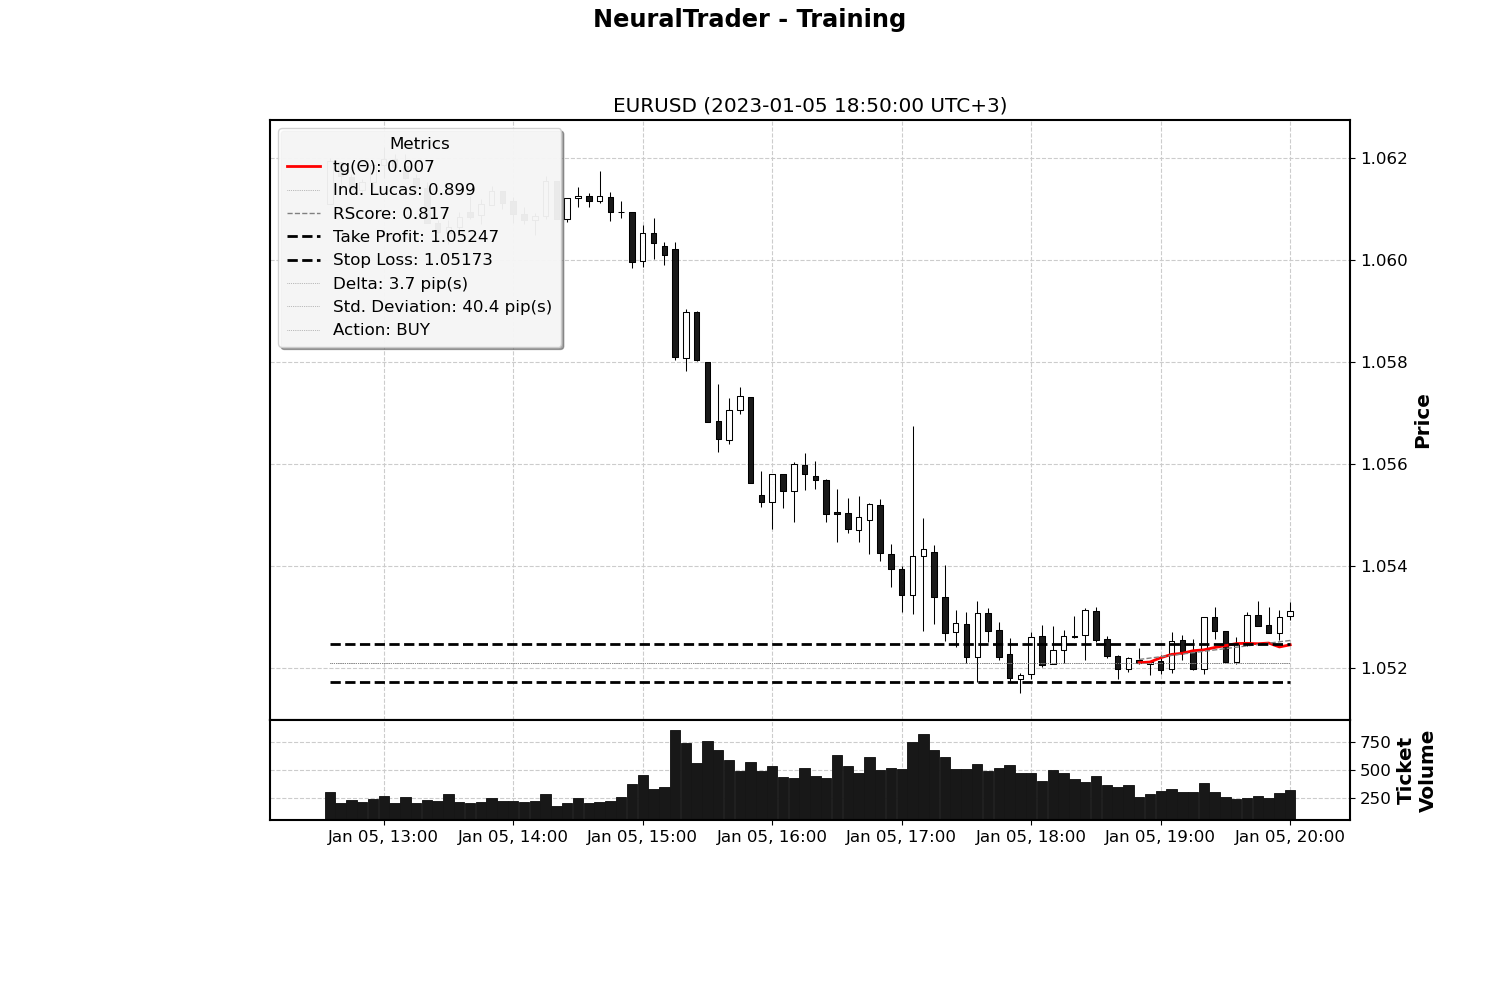 NeuralTrader - Training
EURUSD (2023-01-05 18:50:00 UTC+3)
Metrics
tg(Θ): 0.007
Ind. Lucas: 0.899
RScore: 0.817
Take Profit: 1.05247
Stop Loss: 1.05173
Delta: 3.7 pip(s)
Std. Deviation: 40.4 pip(s)
Action: BUY
1.062
1.060
1.058
1.056
1.054
1.052
Price
750
500
250
Ticket
Volume
Jan 05, 13:00
Jan 05, 14:00
Jan 05, 15:00
Jan 05, 16:00
Jan 05, 17:00
Jan 05, 18:00
Jan 05, 19:00
Jan 05, 20:00